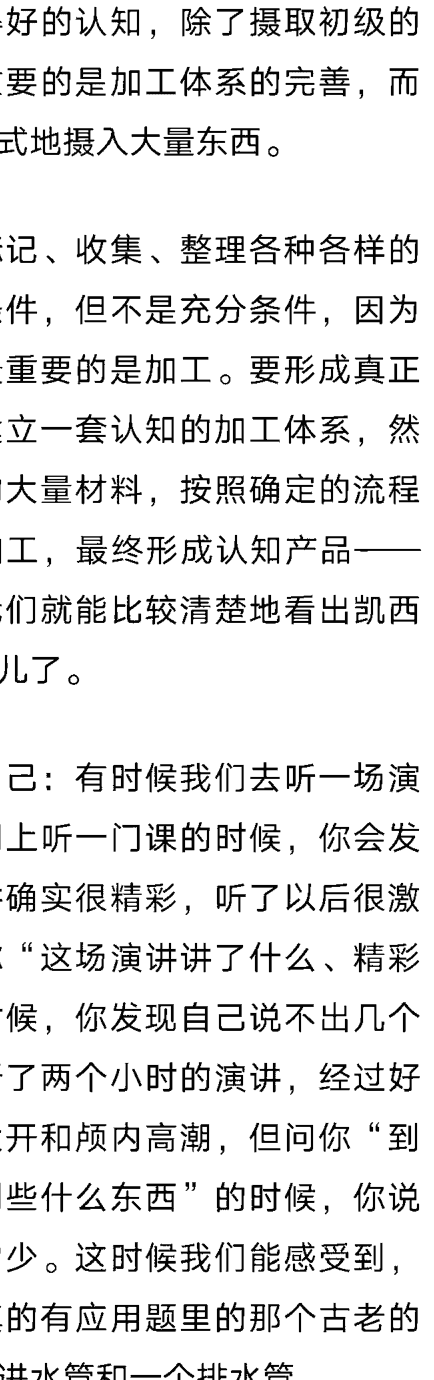 好的认知，除了摄取初级的
要的是加工体系的完善，而
式地摄入大量东西。
记、收集、整理各种各样的
件，但不是充分条件，因为
重要的是加工。要形成真正
立一套认知的加工体系，然
大量材料，按照确定的流程
工，最终形成认知产品——
们就能比较清楚地看出凯西
儿了。
己：有时候我们去听一场演
上听一门课的时候，你会发
确实很精彩，听了以后很激
“这场演讲讲了什么、精彩
候，你发现自己说不出几个
了两个小时的演讲，经过好
开和颅内高潮，但问你“到
些什么东西”的时候，你说
少。这时候我们能感受到，
的有应用题里的那个古老的
进水管和一个排水管